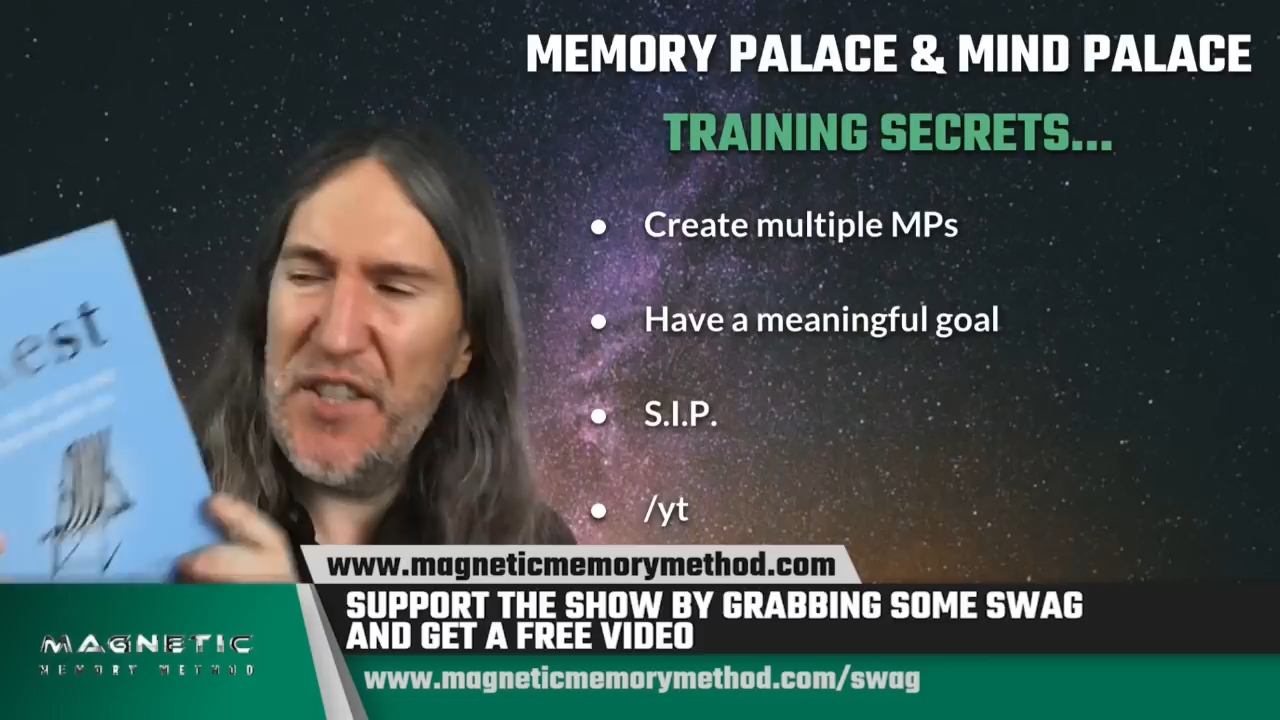 MEMORY PALACE & MIND PALACE
TRAINING SECRETS...
• Create multiple MPs
• Have a meaningful goal
• S.I.P.
• /yt
www.magneticmemorymethod.com
SUPPORT THE SHOW BY GRABBING SOME SWAG
AND GET A FREE VIDEO
MAGNETIC
MEMORY METHOD
www.magneticmemorymethod.com/swag